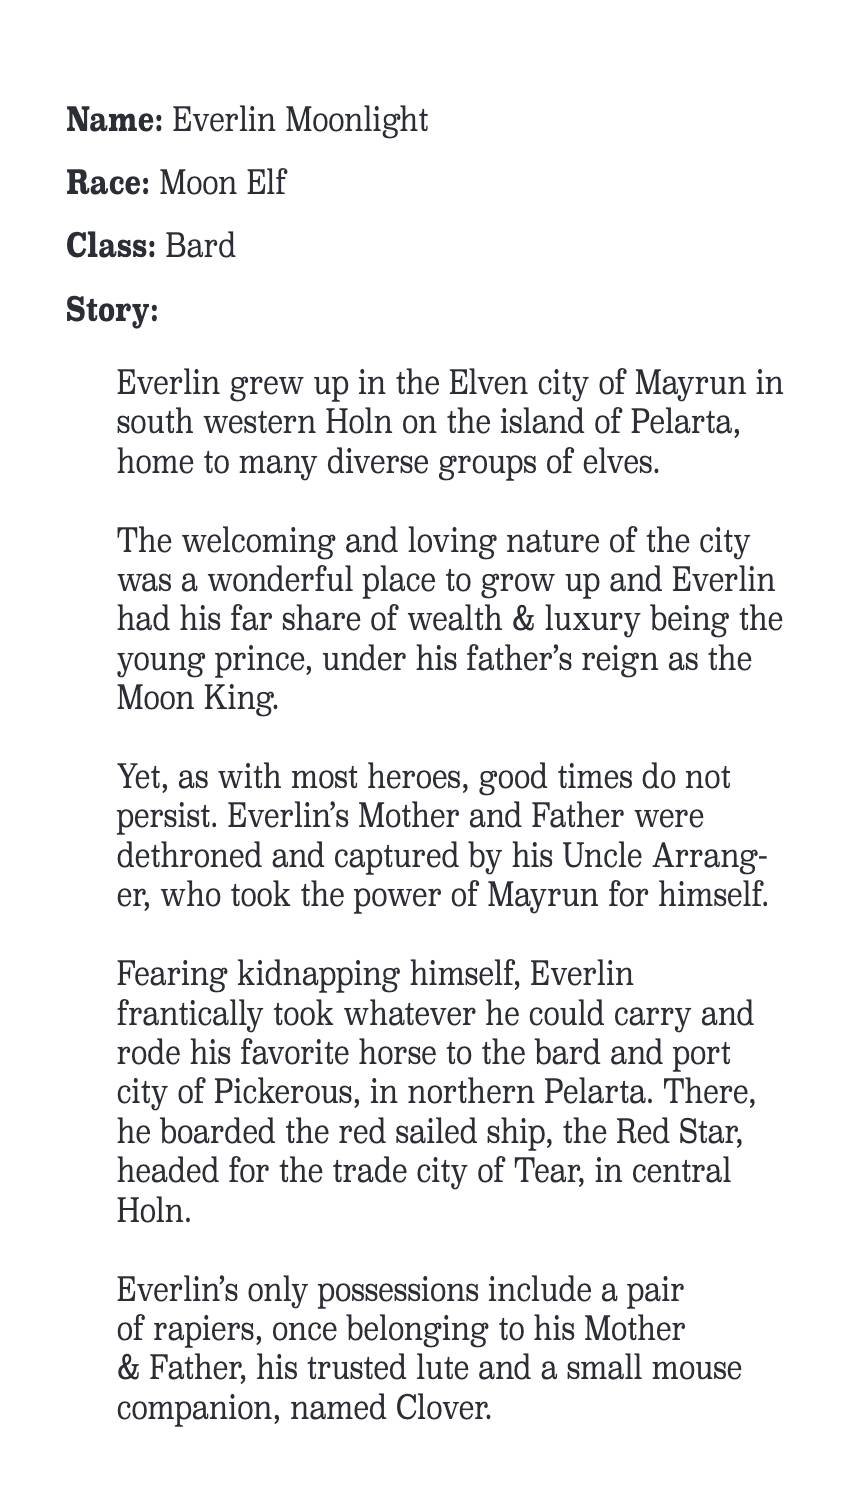 Name: Everlin Moonlight
Race: Moon Elf
Class: Bard
Story:
Everlin grew up in the Elven city of Mayrun in
south western Holn on the island of Pelarta,
home to many diverse groups of elves.
The welcoming and loving nature of the city
was a wonderful place to grow up and Everlin
had his far share of wealth & luxury being the
young prince, under his father’s reign as the
Moon King.
Yet, as with most heroes, good times do not
persist. Everlin’s Mother and Father were
dethroned and captured by his Uncle Arrang-
er, who took the power of Mayrun for himself.
Fearing kidnapping himself, Everlin
frantically took whatever he could carry and
rode his favorite horse to the bard and port
city of Pickerous, in northern Pelarta. There,
he boarded the red sailed ship, the Red Star,
headed for the trade city of Tear, in central
Holn.
Everlin’s only possessions include a pair
of rapiers, once belonging to his Mother
& Father, his trusted lute and a small mouse
companion, named Clover.